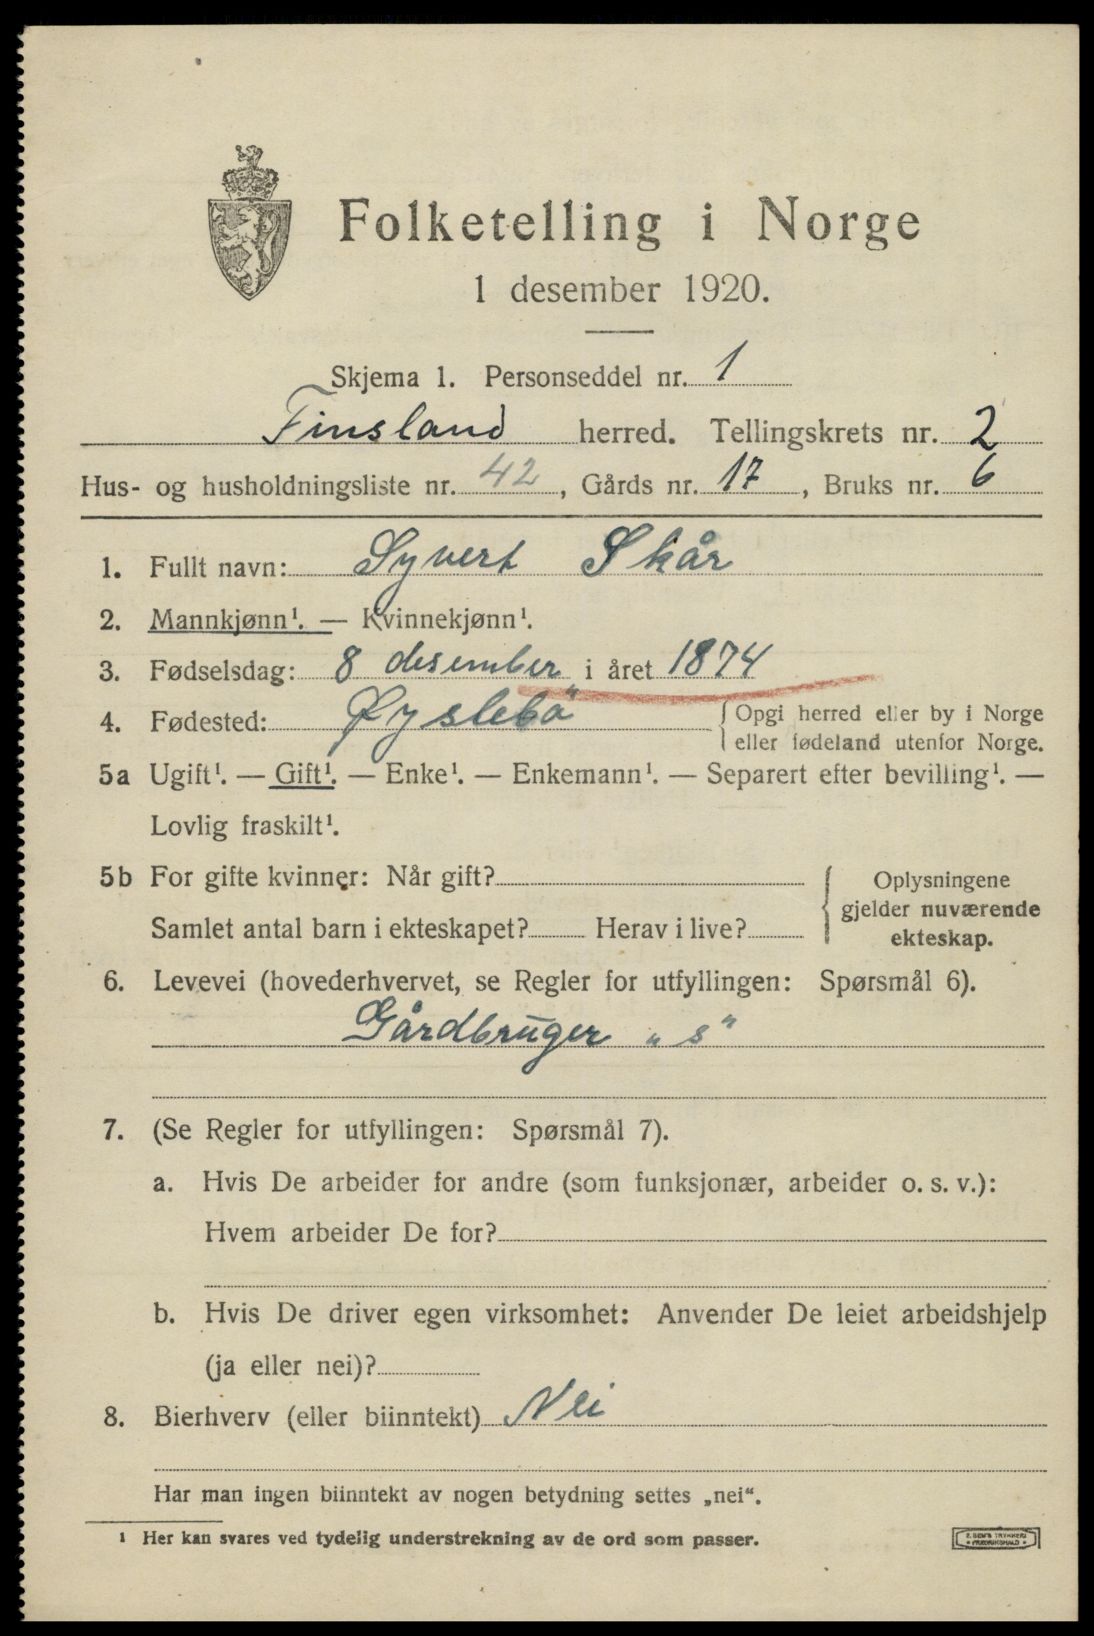 Folketelling i Norge
1 desember 1920.
Skjema 1. Personseddel nr. 1
Finsland herred. Tellingskrets nr. 2
Hus- og husholdningsliste nr. 42, Gårds nr. 17, Bruks nr. 6
1. Fullt navn: Syvert Skår
2. Mannkjønn¹. — Kvinnekjønn¹.
3. Fødselsdag: 8 desember i året 1874
4. Fødested: Øyslebö {Opgi herred eller by i Norge
eller fødeland utenfor Norge.
5a Ugift¹. — Gift¹. — Enke¹. — Enkemann¹. — Separert efter bevilling¹. —
Lovlig fraskilt¹.
5b For gifte kvinner: Når gift?
Samlet antal barn i ekteskapet? Herav i live?
{Oplysningene
gjelder nuværende
ekteskap.
6. Levevei (hovederhvervet, se Regler for utfyllingen: Spørsmål 6).
Gårdbruger „s"
7. (Se Regler for utfyllingen: Spørsmål 7).
a. Hvis De arbeider for andre (som funksjonær, arbeider o. s. v.):
Hvem arbeider De for?
b. Hvis De driver egen virksomhet: Anvender De leiet arbeidshjelp
(ja eller nei)?
8. Bierhverv (eller biinntekt) Nei
Har man ingen biinntekt av nogen betydning settes „nei“.
¹ Her kan svares ved tydelig understrekning av de ord som passer.